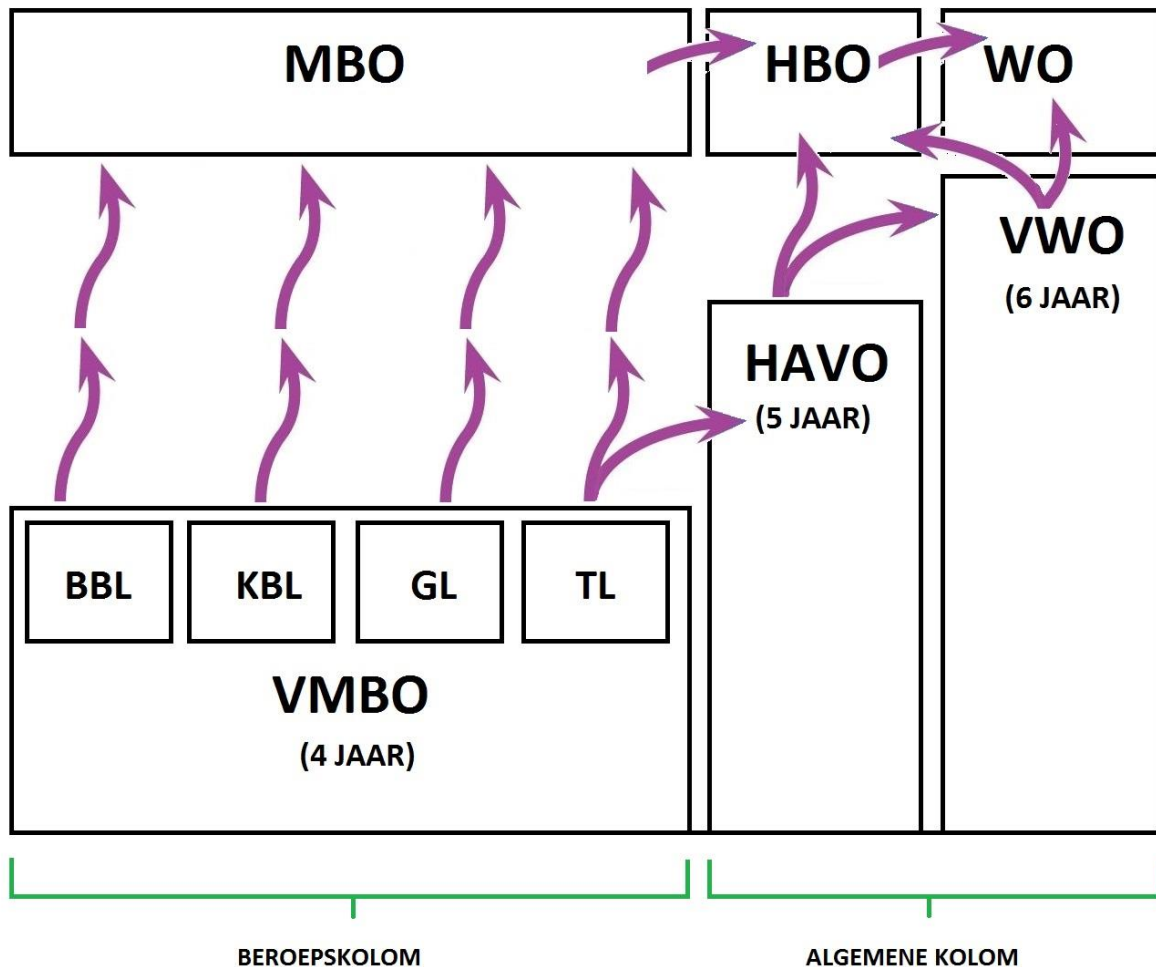 MBO
HBO
WO
VWO
(6 JAAR)
HAVO
(5 JAAR)
BBL
KBL
GL
TL
VMBO
(4 JAAR)
BEROEPSKOLOM
ALGEMENE KOLOM